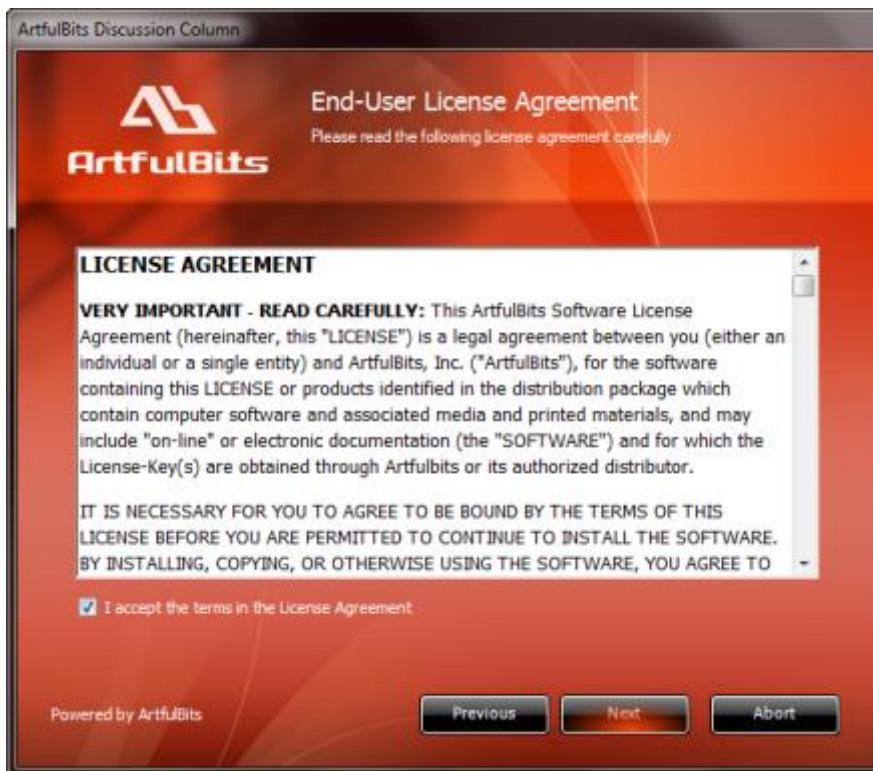 ArtfulBits Discussion Column
ArtfulBits
End-User License Agreement
Please read the following license agreement carefully
LICENSE AGREEMENT
VERY IMPORTANT - READ CAREFULLY: This ArtfulBits Software License
Agreement (hereinafter, this "LICENSE") is a legal agreement between you (either an
individual or a single entity) and ArtfulBits, Inc. ("ArtfulBits"), for the software
containing this LICENSE or products identified in the distribution package which
contain computer software and associated media and printed materials, and may
include "on-line" or electronic documentation (the "SOFTWARE") and for which the
License-Key(s) are obtained through Artfulbits or its authorized distributor.
IT IS NECESSARY FOR YOU TO AGREE TO BE BOUND BY THE TERMS OF THIS
LICENSE BEFORE YOU ARE PERMITTED TO CONTINUE TO INSTALL THE SOFTWARE.
BY INSTALLING, COPYING, OR OTHERWISE USING THE SOFTWARE, YOU AGREE TO
I accept the terms in the License Agreement
Powered by ArtfulBits
Previous
Next
Abort